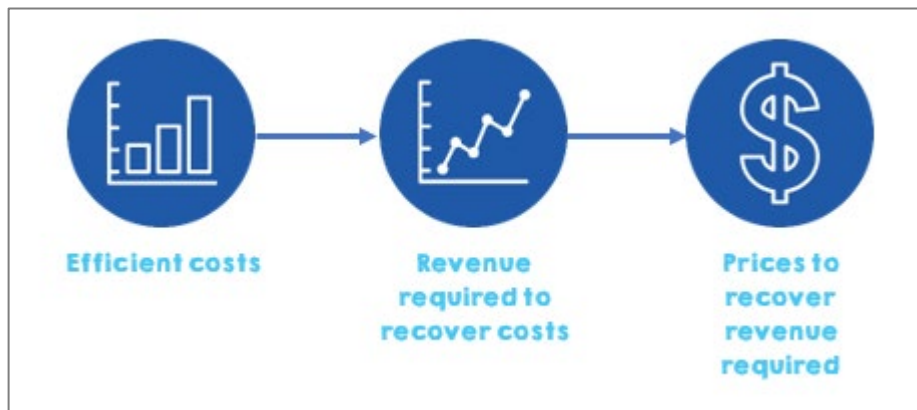 Efficient costs
Revenue
required to
recover costs
Prices to
recover
revenue
required